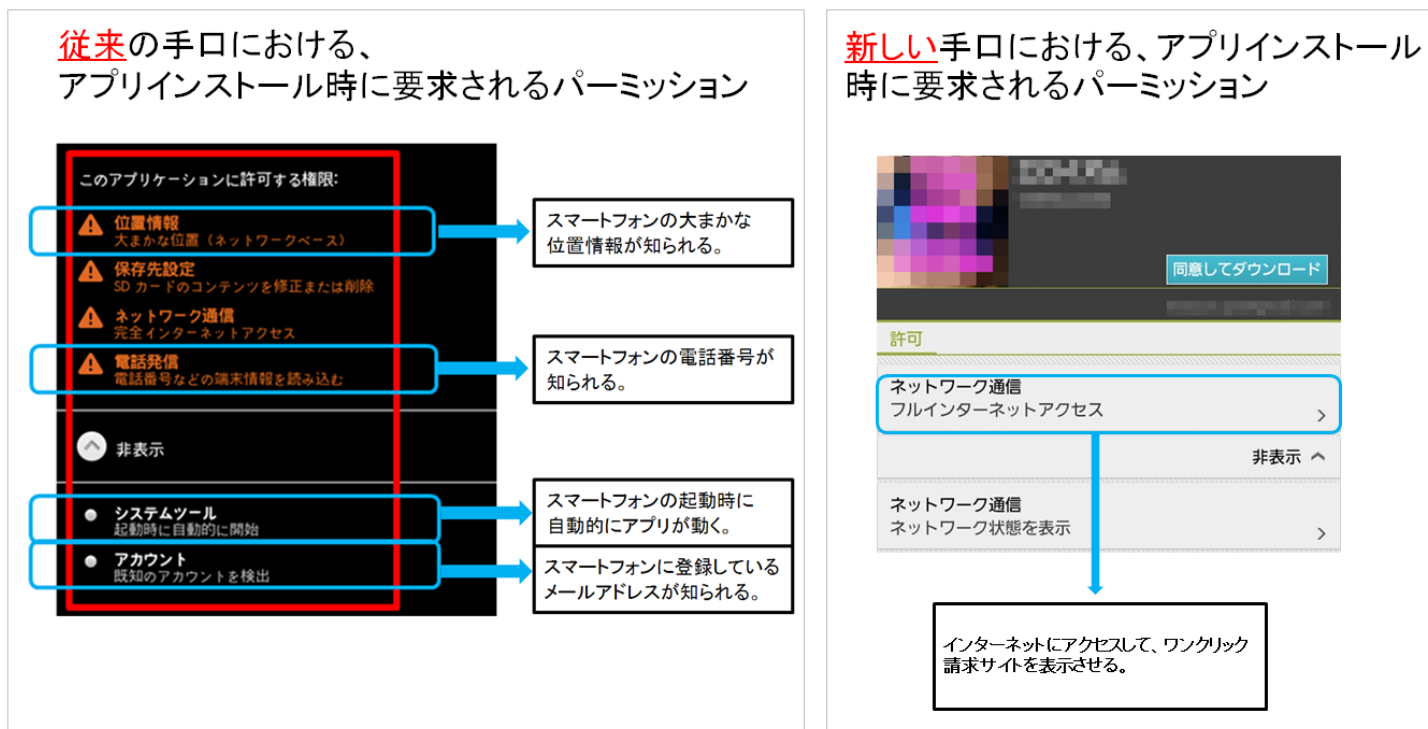 従来の手口における、
アプリインストール時に要求されるパーミッション
このアプリケーションに許可する権限:
位置情報
大まかな位置（ネットワークベース）
保存先設定
SD カードのコンテンツを修正または削除
ネットワーク通信
完全インターネットアクセス
電話発信
電話番号などの端末情報を読み込む
非表示
システムツール
起動時に自動的に開始
アカウント
既知のアカウントを検出
スマートフォンの大まかな
位置情報が知られる。
スマートフォンの電話番号が
知られる。
スマートフォンの起動時に
自動的にアプリが動く。
スマートフォンに登録している
メールアドレスが知られる。
新しい手口における、アプリインストール
時に要求されるパーミッション
同意してダウンロード
許可
ネットワーク通信
フルインターネットアクセス
非表示
ネットワーク通信
ネットワーク状態を表示
インターネットにアクセスして、ワンクリック
請求サイトを表示させる。